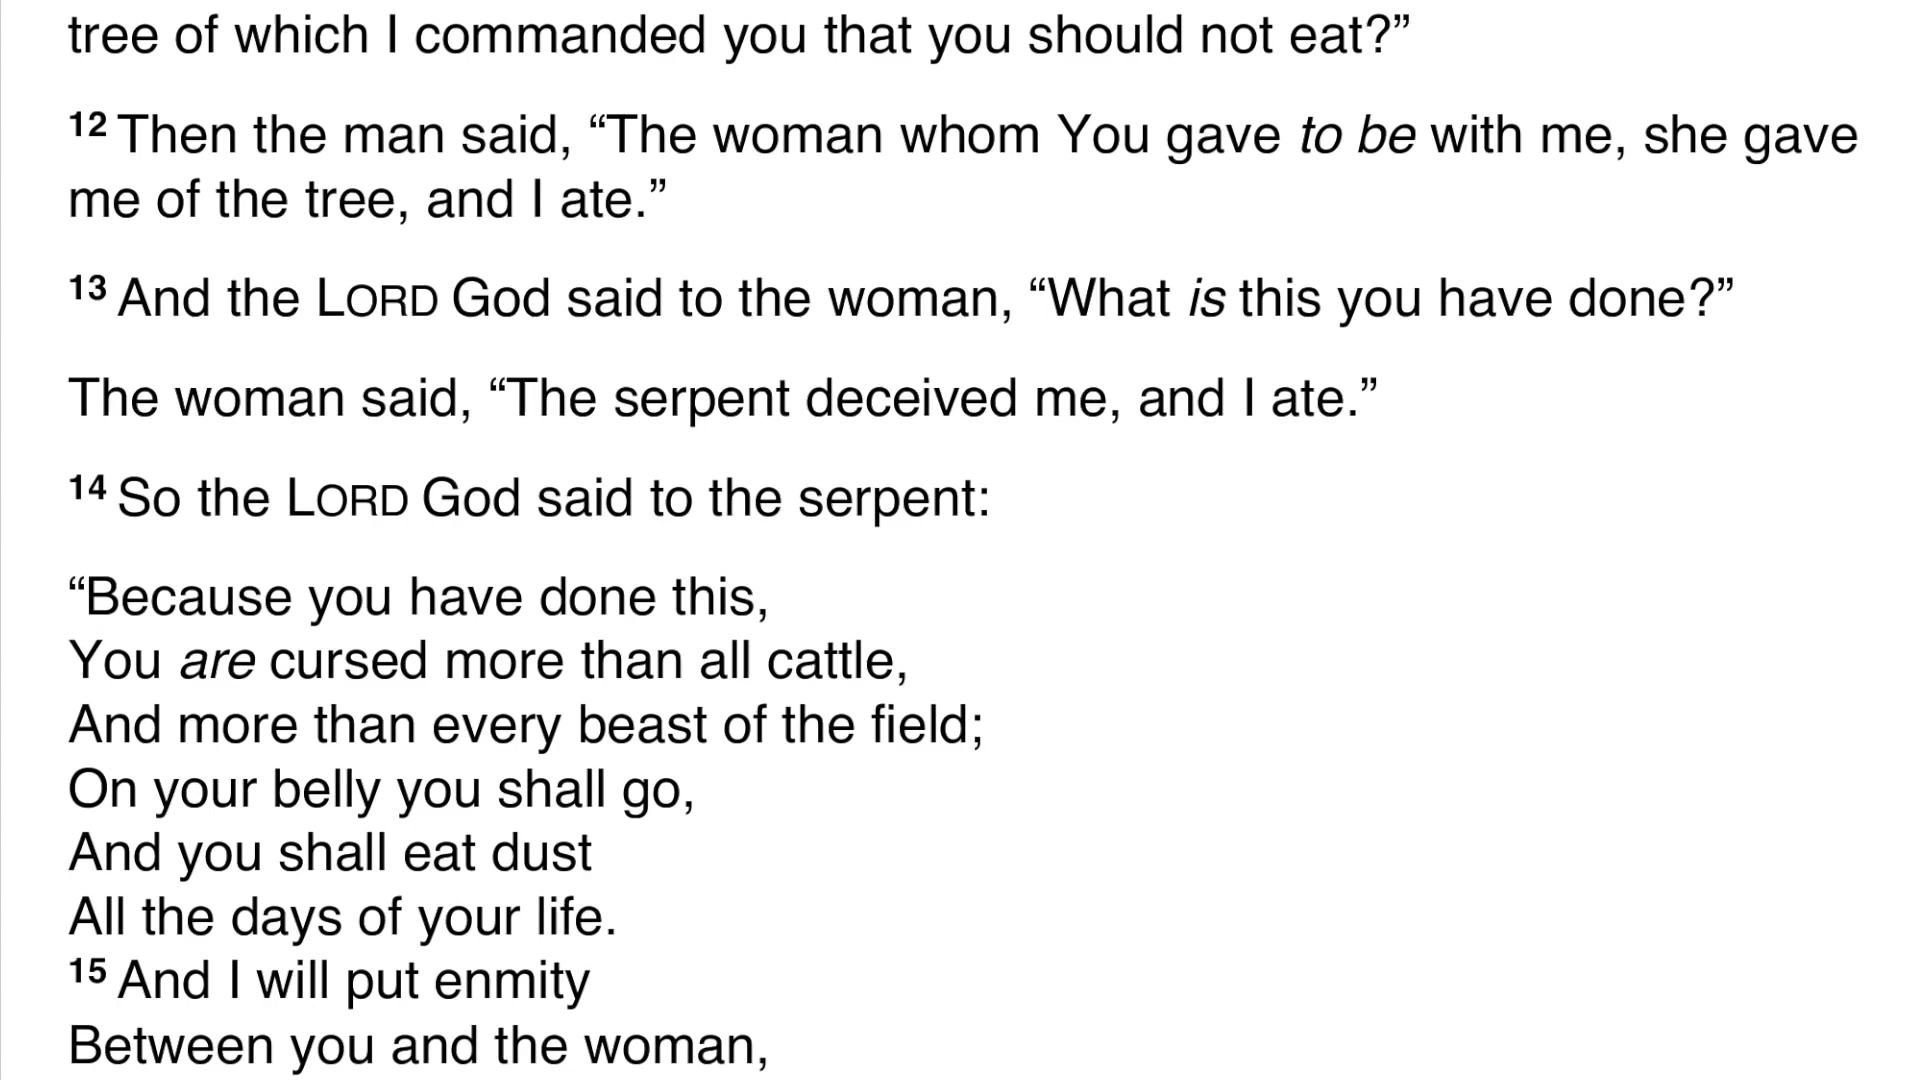 tree of which I commanded you that you should not eat?”
12 Then the man said, “The woman whom You gave to be with me, she gave
me of the tree, and I ate.”
13 And the LORD God said to the woman, “What is this you have done?”
The woman said, “The serpent deceived me, and I ate.”
14 So the LORD God said to the serpent:
“Because you have done this,
You are cursed more than all cattle,
And more than every beast of the field;
On your belly you shall go,
And you shall eat dust
All the days of your life.
15 And I will put enmity
Between you and the woman,